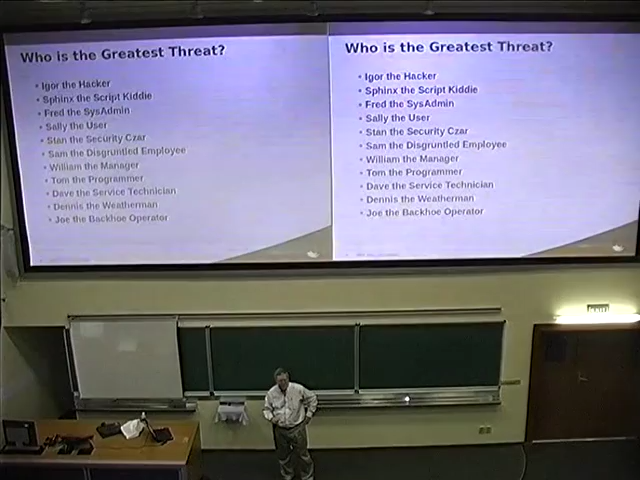 Who is the Greatest Threat?
• Igor the Hacker
• Sphinx the Script Kiddie
• Fred the SysAdmin
• Sally the User
• Stan the Security Czar
• Sam the Disgruntled Employee
• William the Manager
• Tom the Programmer
• Dave the Service Technician
• Dennis the Weatherman
• Joe the Backhoe Operator
Who is the Greatest Threat?
• Igor the Hacker
• Sphinx the Script Kiddie
• Fred the SysAdmin
• Sally the User
• Stan the Security Czar
• Sam the Disgruntled Employee
• William the Manager
• Tom the Programmer
• Dave the Service Technician
• Dennis the Weatherman
• Joe the Backhoe Operator